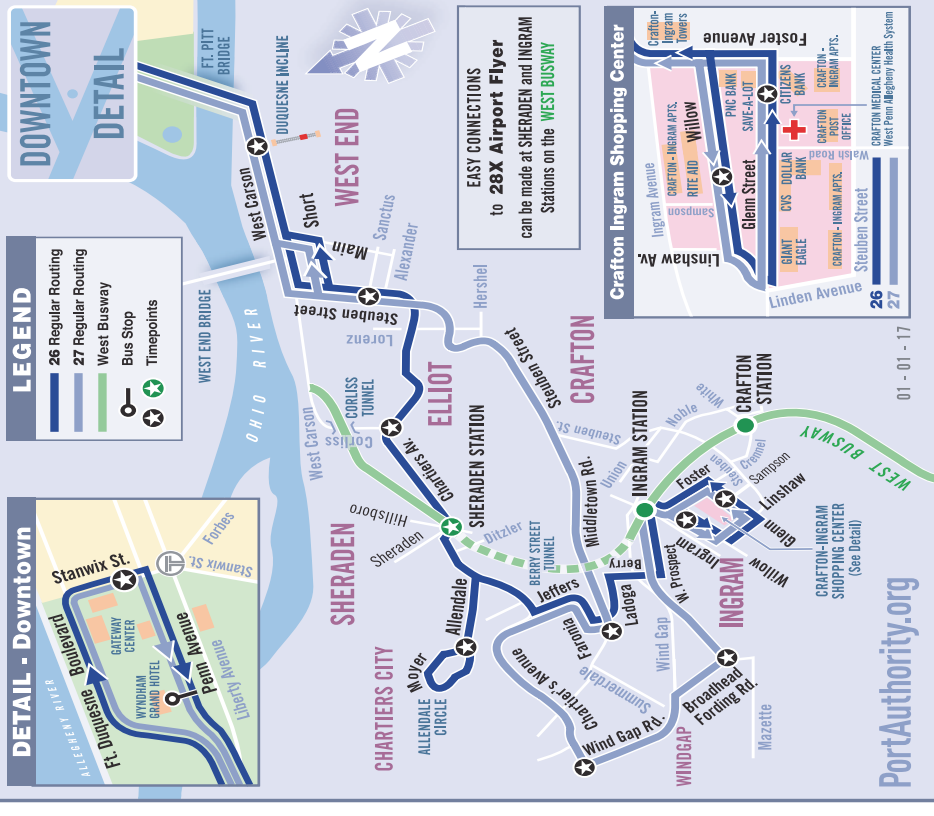 DOWNTOWN
DETAIL
FT. PITT
BRIDGE
DUQUESNE INCLINE
West Carson
Short
WEST END
Main
Sanctus
Alexander
Steuben Street
Lorenz
Hershel
EASY CONNECTIONS
to 28X Airport Flyer
can be made at SHERADEN and INGRAM
Stations on the WEST BUSWAY
Crafton Ingram Shopping Center
Crafton-
Ingram
Towers
Foster Avenue
Ingram Avenue
CRAFTON - INGRAM APTS.
RITE AID
Willow
PNC BANK
SAVE-A-LOT
CITIZENS
BANK
CRAFTON -
INGRAM APTS.
Sampson
Glenn Street
CVS
DOLLAR
BANK
Walsh Road
CRAFTON
POST
OFFICE
GIANT
EAGLE
CRAFTON - INGRAM APTS.
Linshaw Av.
Linden Avenue
Steuben Street
CRAFTON MEDICAL CENTER
West Penn Allegheny Health System
26
27
LEGEND
26 Regular Routing
27 Regular Routing
West Busway
Bus Stop
Timepoints
WEST END BRIDGE
OHIO RIVER
West Carson
Corliss
Corliss
CORLISS
TUNNEL
ELLIOT
CRAFTON
Steuben Street
Steuben St.
Chartiers Av.
SHERADEN STATION
SHERADEN
Hillsboro
Sheraden
Ditzler
BERRY STREET
TUNNEL
Middletown Rd.
Union
Noble
White
INGRAM STATION
CRAFTON
STATION
Foster
Steuben
Crennel
Sampson
Linshaw
Glenn
Willow
Ingram
INGRAM
WEST BUSWAY
CRAFTON-INGRAM
SHOPPING CENTER
(See Detail)
01 - 01 - 17
Berry
W. Prospect
Ladoga
Jeffers
Faronia
Allendale
Moyer
ALLENDALE
CIRCLE
CHARTIERS CITY
Chartier's Avenue
Summerdale
Wind Gap
Wind Gap Rd.
Broadhead
Fording Rd.
WINDGAP
Mazette
PortAuthority.org
DETAIL - Downtown
ALLEGHENY RIVER
Ft. Duquesne Boulevard
Stanwix St.
GATEWAY
CENTER
WYNDHAM
GRAND HOTEL
Penn Avenue
Liberty Avenue
Stanwix St.
Forbes
T